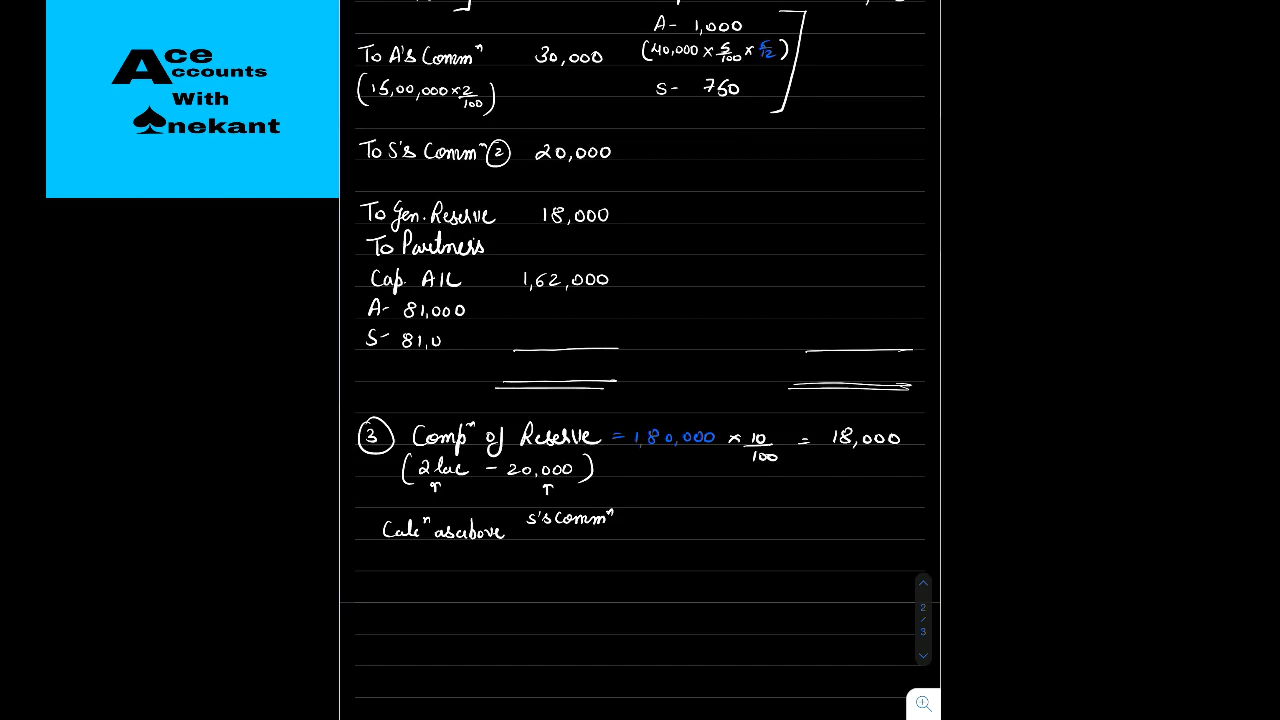 Ace
Accounts
With
Anekant
A- 1,000
To A's Commⁿ 30,000 (40,000 × 5/100 × 5/12)
(15,00,000 × 2/100) S- 750
To S's Commⁿ ② 20,000
To Gen. Reserve 18,000
To Partners
Cap. A/C 1,62,000
A- 81,000
S- 81,0
③ Compⁿ of Reserve = 1,80,000 × 10/100 = 18,000
(2 lac - 20,000)
↑ ↑
Calcⁿ as above S's Commⁿ
2
/
3